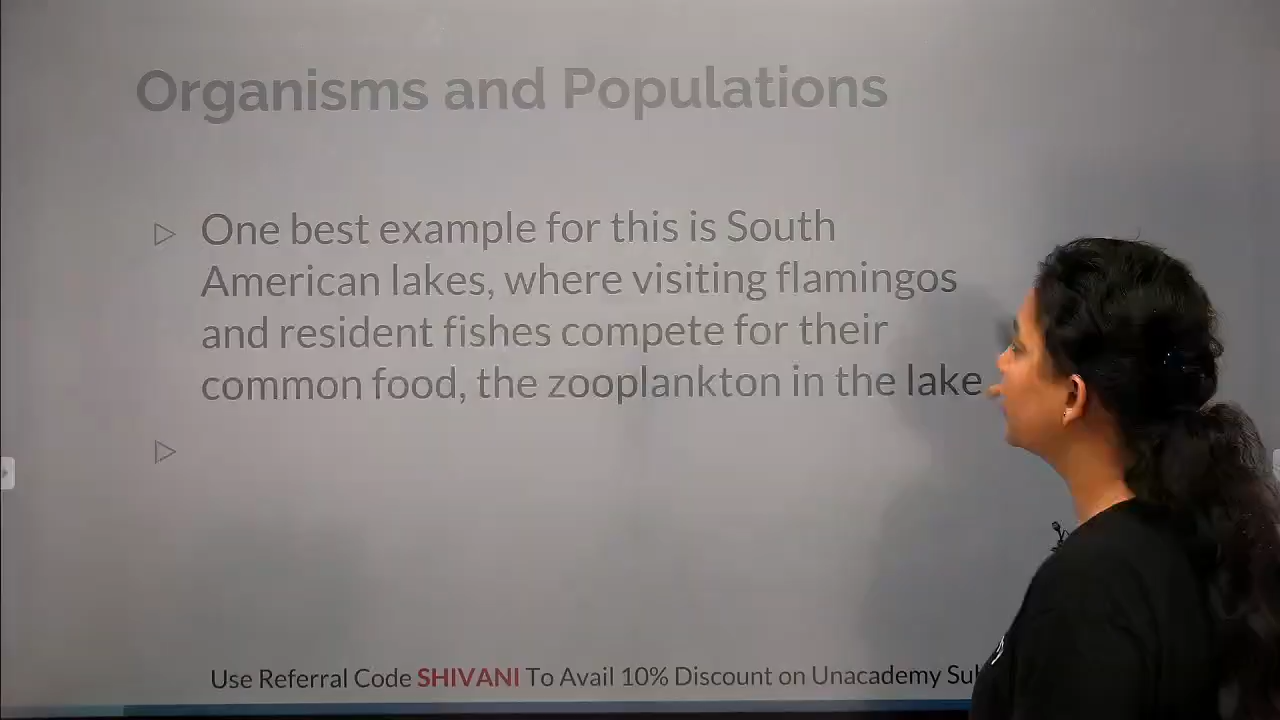 Organisms and Populations
One best example for this is South
American lakes, where visiting flamingos
and resident fishes compete for their
common food, the zooplankton in the lake
Use Referral Code SHIVANI To Avail 10% Discount on Unacademy